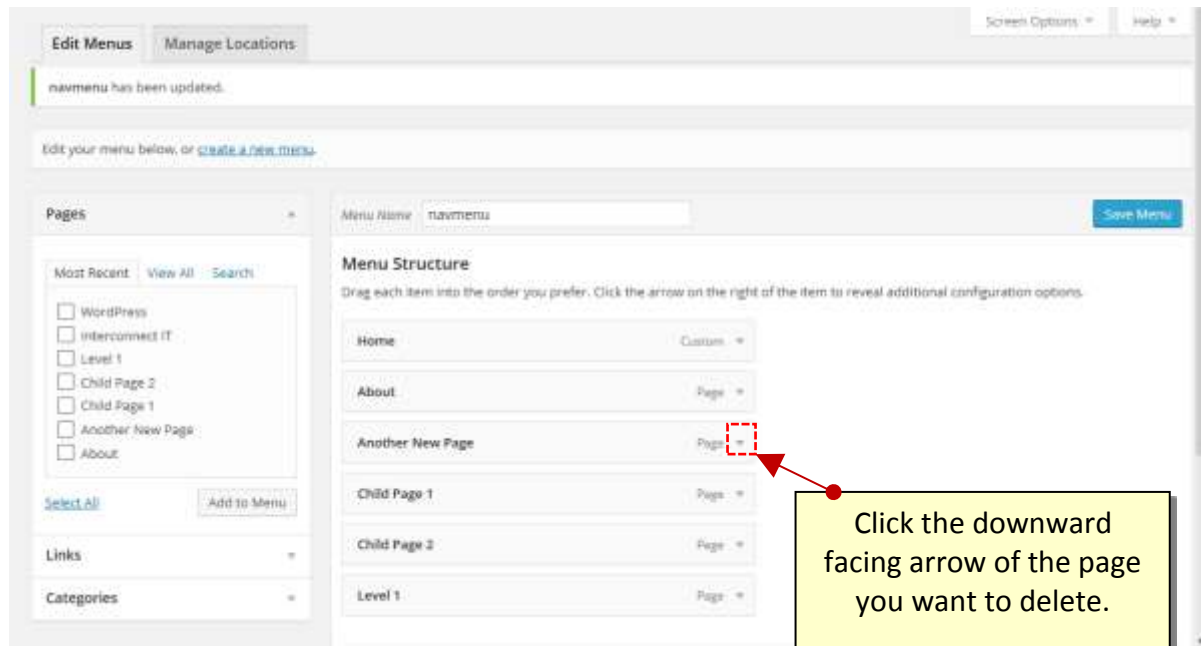 Screen Options Help
Edit Menus Manage Locations
navmenu has been updated.
Edit your menu below, or create a new menu.
Pages
Most Recent View All Search
WordPress
interconnect IT
Level 1
Child Page 2
Child Page 1
Another New Page
About
Select All Add to Menu
Links
Categories
Menu Name navmenu Save Menu
Menu Structure
Drag each item into the order you prefer. Click the arrow on the right of the item to reveal additional configuration options.
Home Custom
About Page
Another New Page Page
Child Page 1 Page
Child Page 2 Page
Level 1 Page
Click the downward
facing arrow of the page
you want to delete.